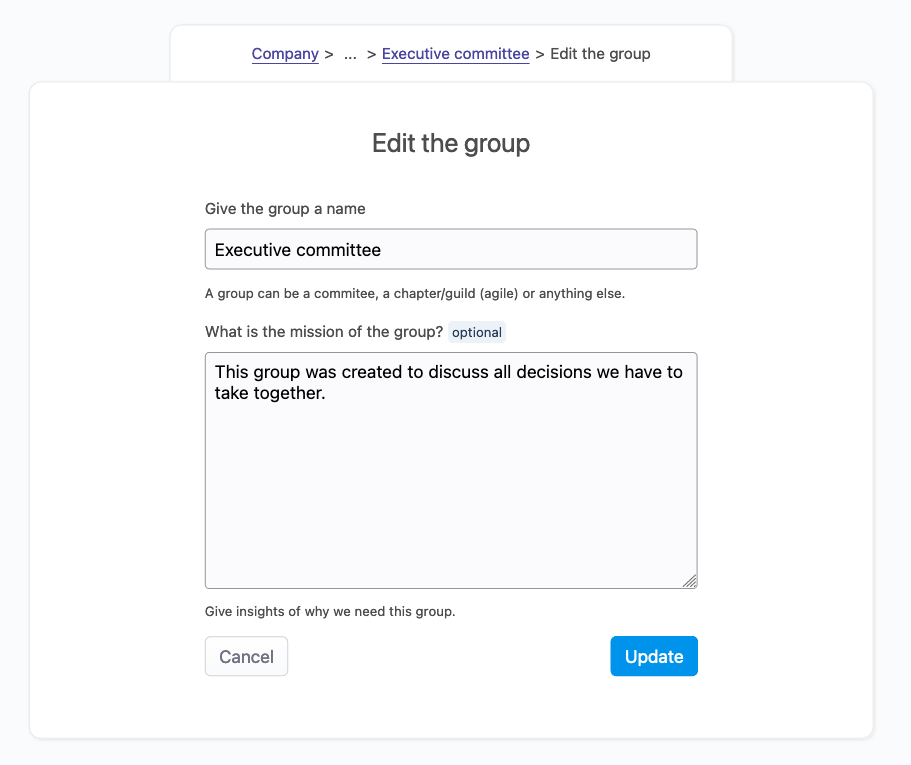 Company > ... > Executive committee > Edit the group
Edit the group
Give the group a name
Executive committee
A group can be a commitee, a chapter/guild (agile) or anything else.
What is the mission of the group? optional
This group was created to discuss all decisions we have to
take together.
Give insights of why we need this group.
Cancel Update